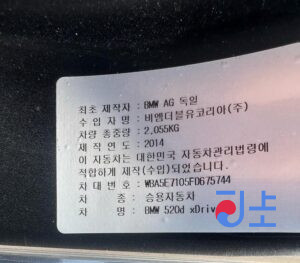 최초 제작자 : BMW AG 독일
수 입 자 명 : 비엠더블유코리아(주)
차량 총중량 : 2,055KG
제 작 연 도 : 2014
이 자동차는 대한민국 자동차관리법령에
적합하게 제작(수입)되었습니다.
차 대 번 호 : WBA5E7105FD675744
차 종 : 승용자동차
차 명 : BMW 520d xDriv